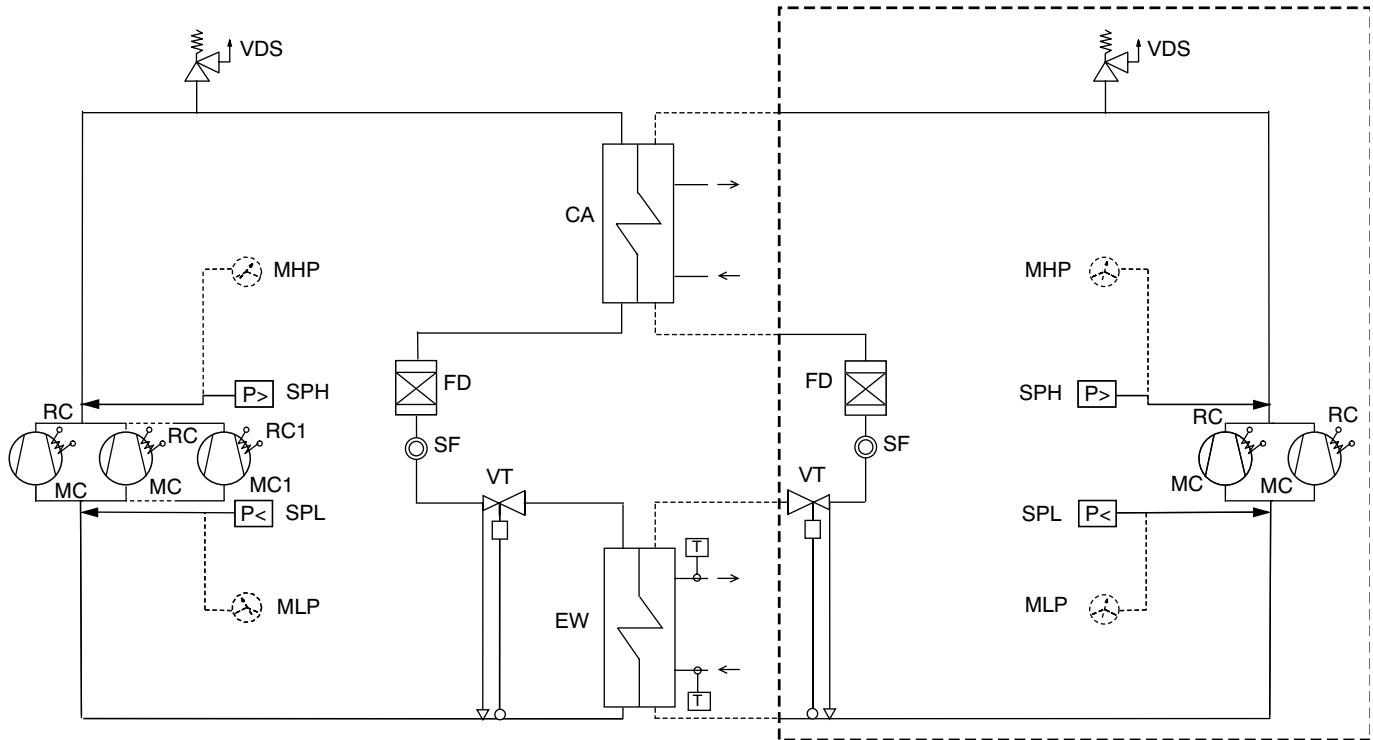 VDS
VDS
CA
MHP
MHP
FD
FD
P>
SPH
SPH
P>
RC
RC
RC1
RC
RC
SF
SF
MC
MC
MC1
VT
VT
MC
MC
P<
SPL
SPL
P<
T
MLP
EW
MLP
T